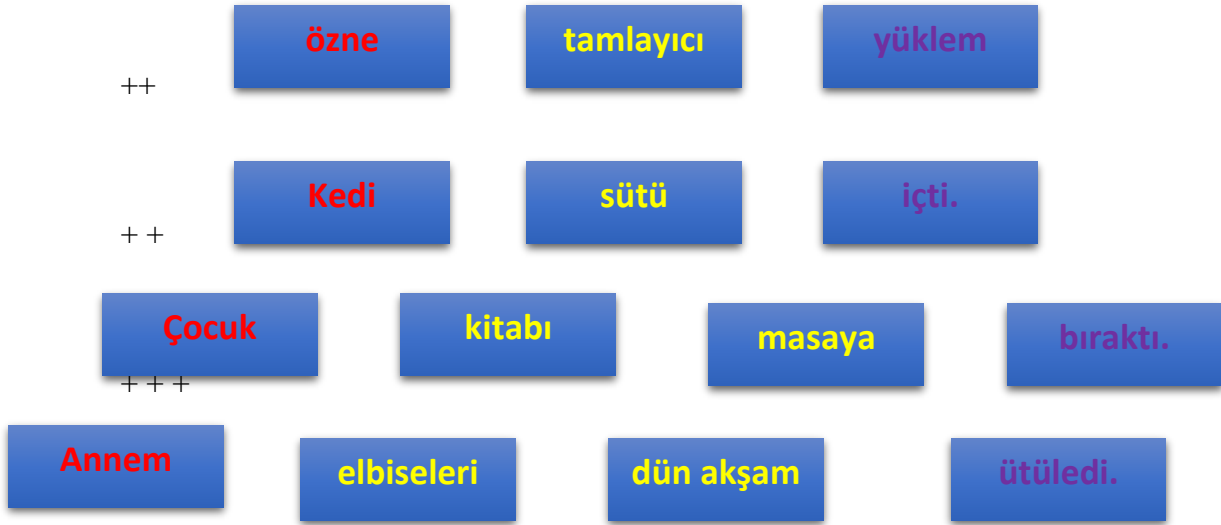 özne tamlayıcı yüklem
++
Kedi sütü içti.
+ +
Çocuk kitabı masaya bıraktı.
+ + +
Annem elbiseleri dün akşam ütüledi.